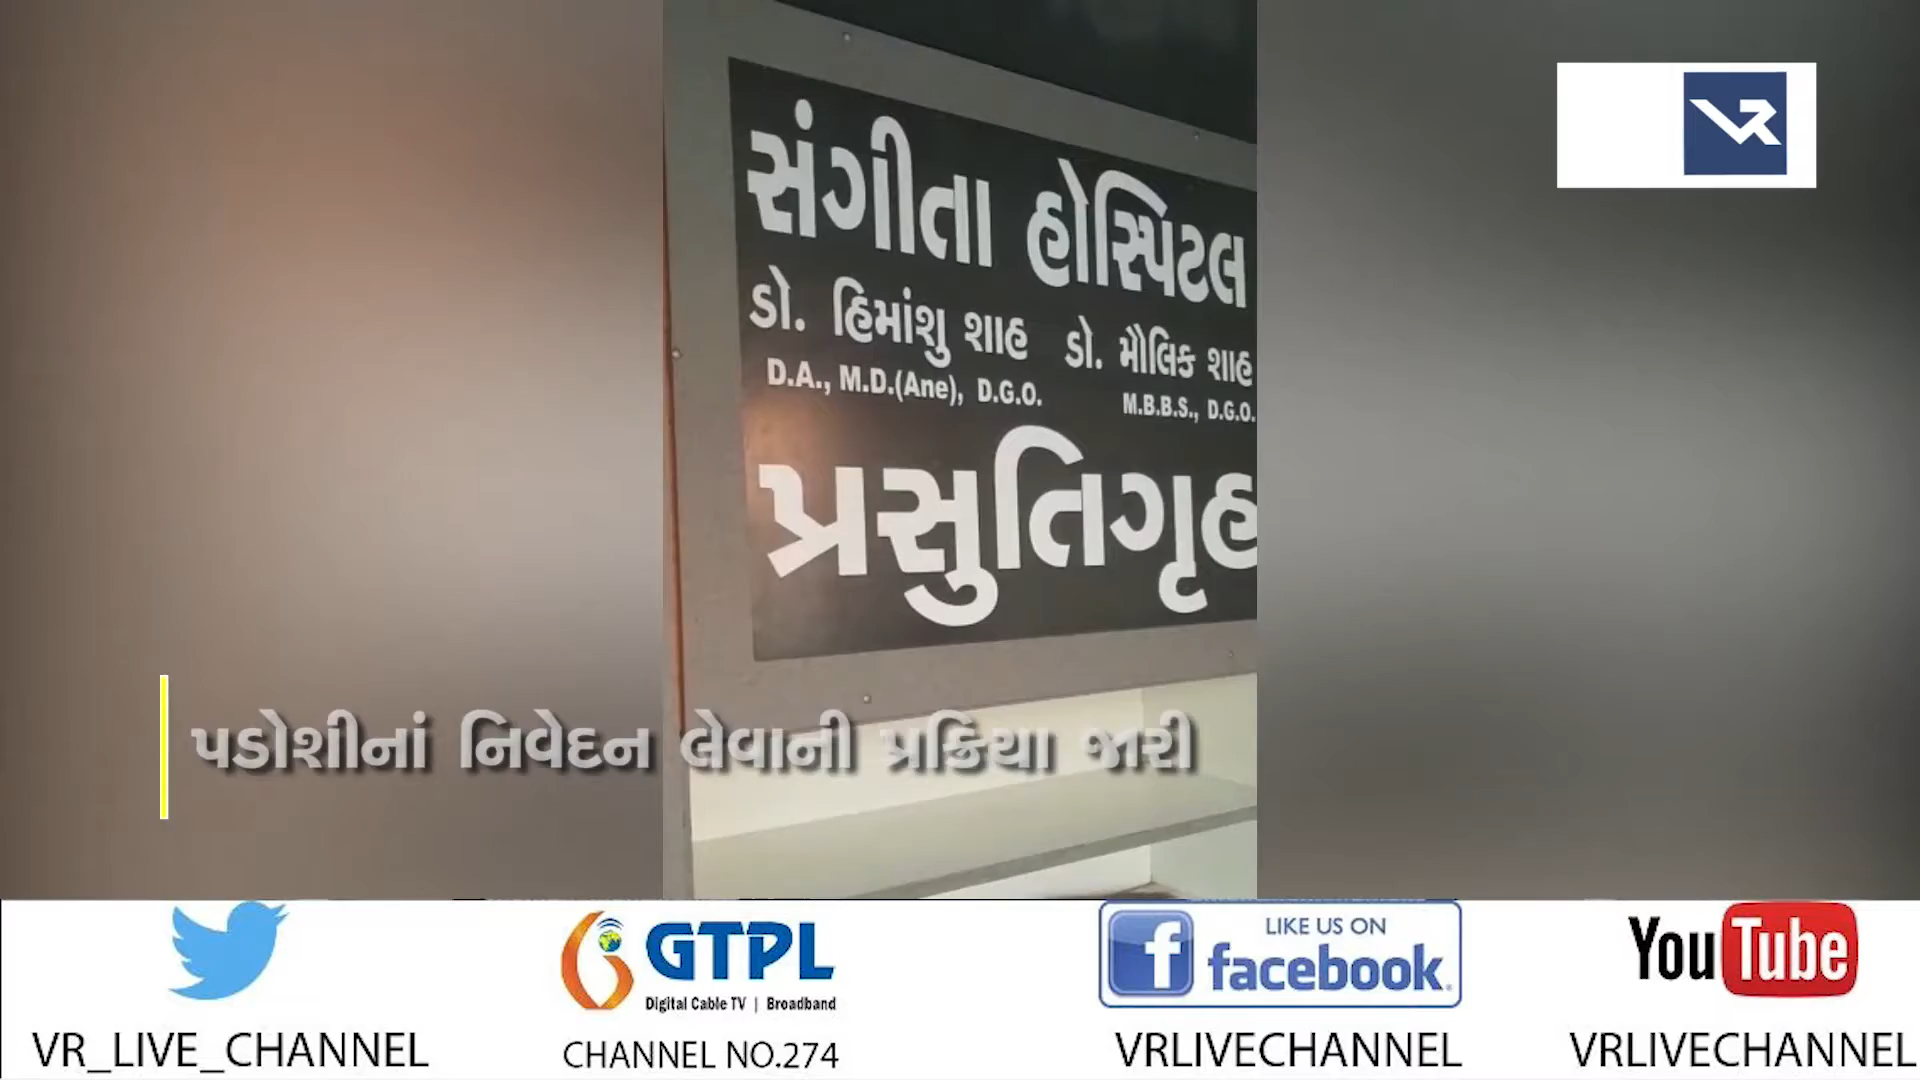 VR
સંગીતા હોસ્પિટલ
ડો. હિમાંશુ શાહ ડો. મૌલિક શાહ
D.A., M.D.(Ane), D.G.O. M.B.B.S., D.G.O.
પ્રસુતિગૃહ
પડોશીનાં નિવેદન લેવાની પ્રક્રિયા જારી
GTPL
Digital Cable TV | Broadband
LIKE US ON
facebook
YouTube
VR_LIVE_CHANNEL CHANNEL NO.274 VRLIVECHANNEL VRLIVECHANNEL